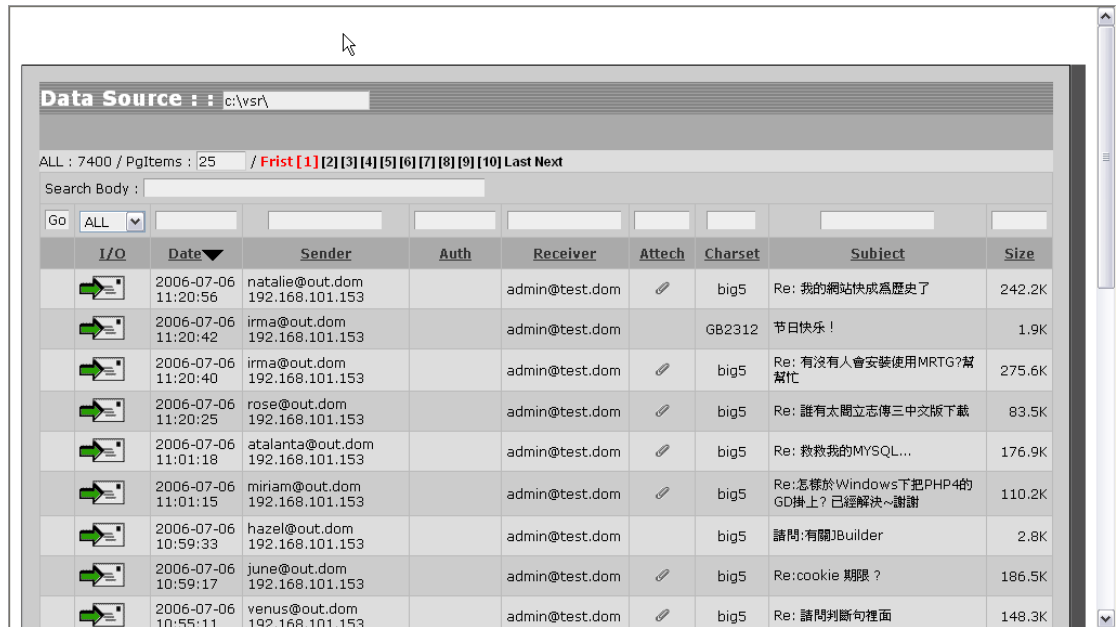 Data Source : : c:\vsr\
ALL : 7400 / PgItems : 25 / Frist [1] [2] [3] [4] [5] [6] [7] [8] [9] [10] Last Next
Search Body :
Go ALL
I/O Date Sender Auth Receiver Attech Charset Subject Size
2006-07-06 natalie@out.dom
11:20:56 192.168.101.153 admin@test.dom big5 Re: 我的網站快成爲歷史了 242.2K
2006-07-06 irma@out.dom
11:20:42 192.168.101.153 admin@test.dom GB2312 节日快乐！ 1.9K
2006-07-06 irma@out.dom Re: 有沒有人會安裝使用MRTG?幫
11:20:40 192.168.101.153 admin@test.dom big5 幫忙 275.6K
2006-07-06 rose@out.dom
11:20:25 192.168.101.153 admin@test.dom big5 Re: 誰有太閣立志傳三中文版下載 83.5K
2006-07-06 atalanta@out.dom
11:01:18 192.168.101.153 admin@test.dom big5 Re: 救救我的MYSQL... 176.9K
2006-07-06 miriam@out.dom Re:怎樣於Windows下把PHP4的
11:01:15 192.168.101.153 admin@test.dom big5 GD掛上? 已經解決~謝謝 110.2K
2006-07-06 hazel@out.dom
10:59:33 192.168.101.153 admin@test.dom big5 請問:有關JBuilder 2.8K
2006-07-06 june@out.dom
10:59:17 192.168.101.153 admin@test.dom big5 Re:cookie 期限 ? 186.5K
2006-07-06 venus@out.dom
10:55:11 192.168.101.153 admin@test.dom big5 Re: 請問判斷句裡面 148.3K